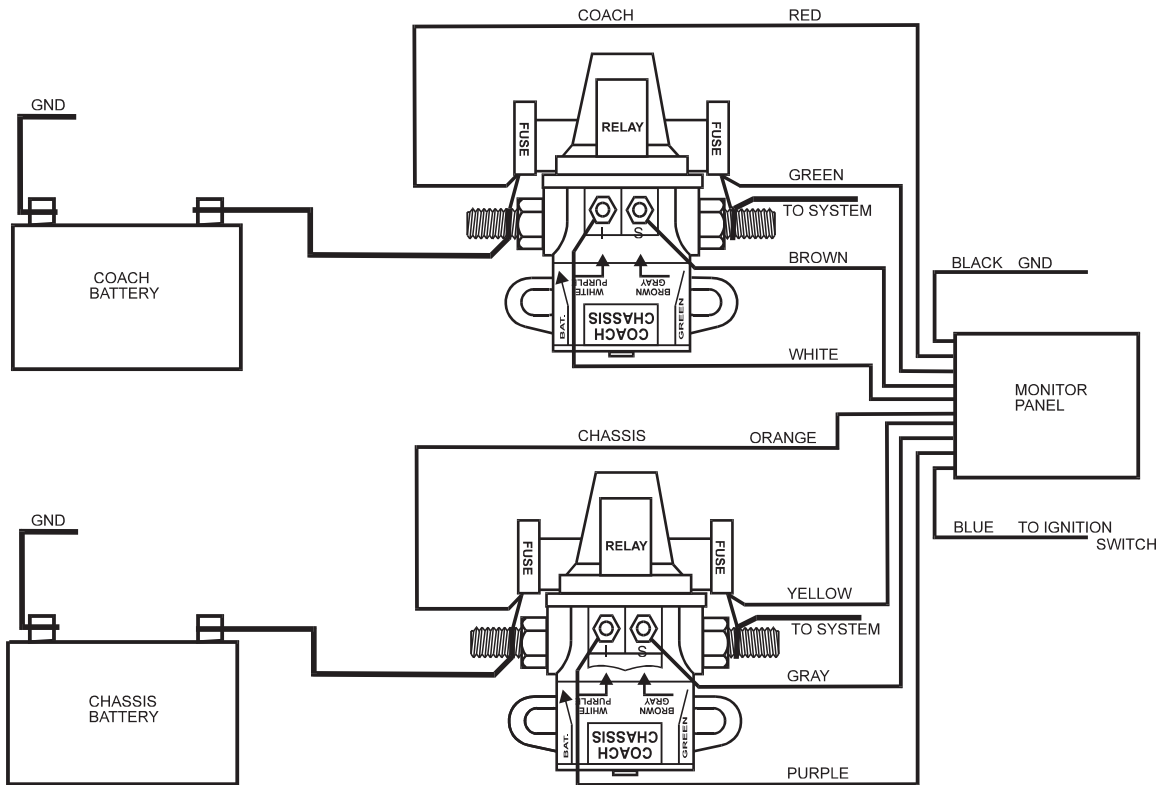 COACH RED
GND
FUSE
RELAY
FUSE
GREEN
TO SYSTEM
COACH
BATTERY
I S
BROWN
BLACK GND
WHITE
PURPLE
BROWN
GRAY
BAT.
COACH
CHASSIS
GREEN
WHITE
MONITOR
PANEL
CHASSIS ORANGE
GND
FUSE
RELAY
FUSE
BLUE TO IGNITION
SWITCH
YELLOW
TO SYSTEM
I S
GRAY
CHASSIS
BATTERY
WHITE
PURPLE
BROWN
GRAY
BAT.
COACH
CHASSIS
GREEN
PURPLE